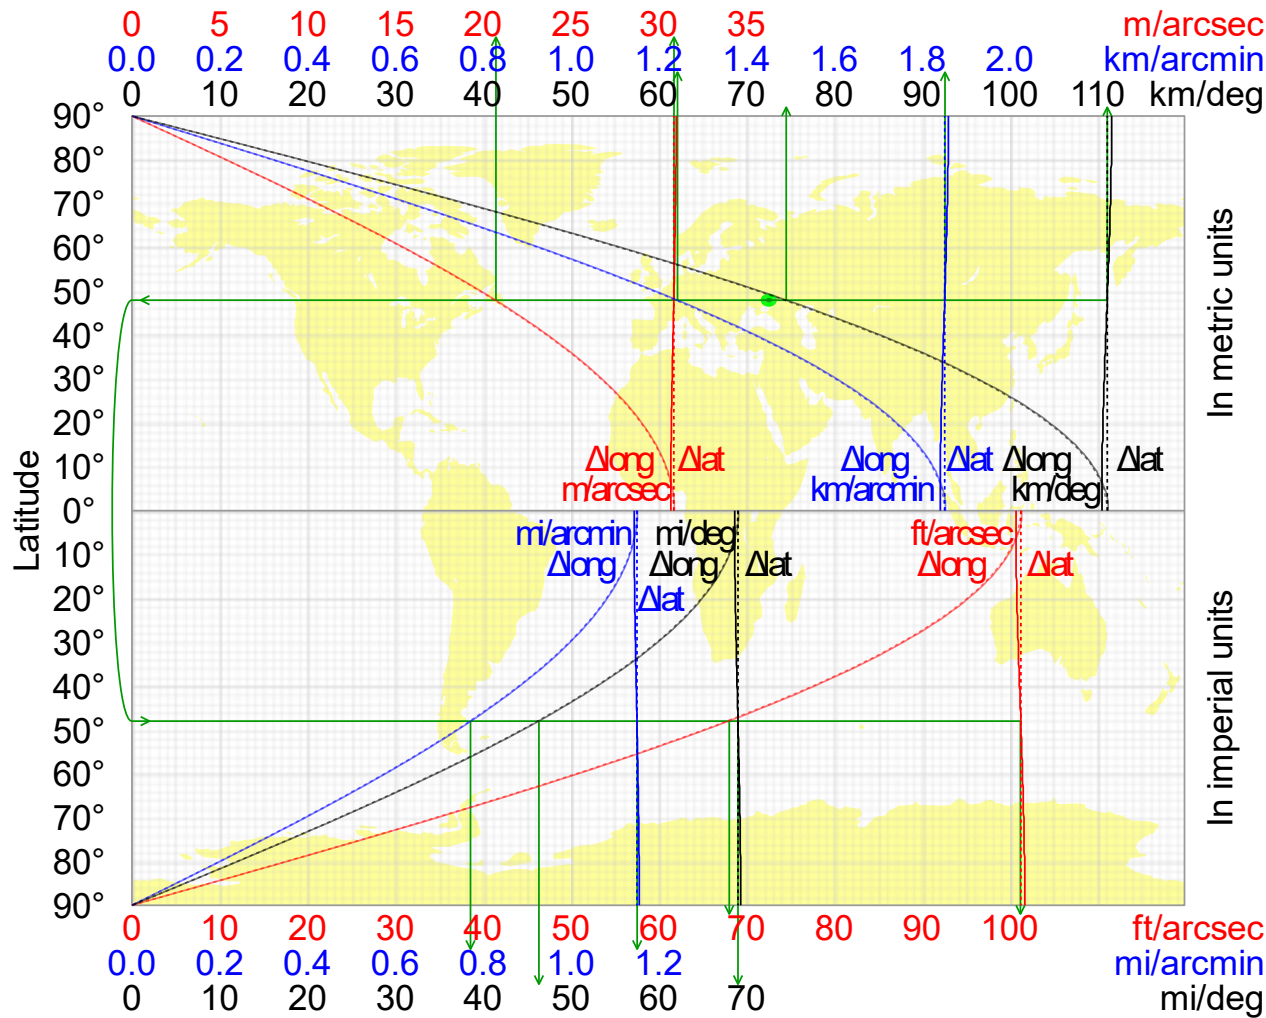 0 5 10 15 20 25 30 35 m/arcsec
0.0 0.2 0.4 0.6 0.8 1.0 1.2 1.4 1.6 1.8 2.0 km/arcmin
0 10 20 30 40 50 60 70 80 90 100 110 km/deg
90°
80°
70°
60°
50°
40°
30°
20°
10°
0°
10°
20°
30°
40°
50°
60°
70°
80°
90°
Latitude
In metric units
In imperial units
Δlong Δlat Δlong Δlat Δlong Δlat
m/arcsec km/arcmin km/deg
mi/arcmin mi/deg ft/arcsec
Δlong Δlong Δlat Δlong Δlat
Δlat
0 10 20 30 40 50 60 70 80 90 100 ft/arcsec
0.0 0.2 0.4 0.6 0.8 1.0 1.2 mi/arcmin
0 10 20 30 40 50 60 70 mi/deg